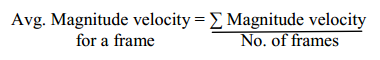 Avg. Magnitude velocity = ∑ Magnitude velocity
for a frame No. of frames